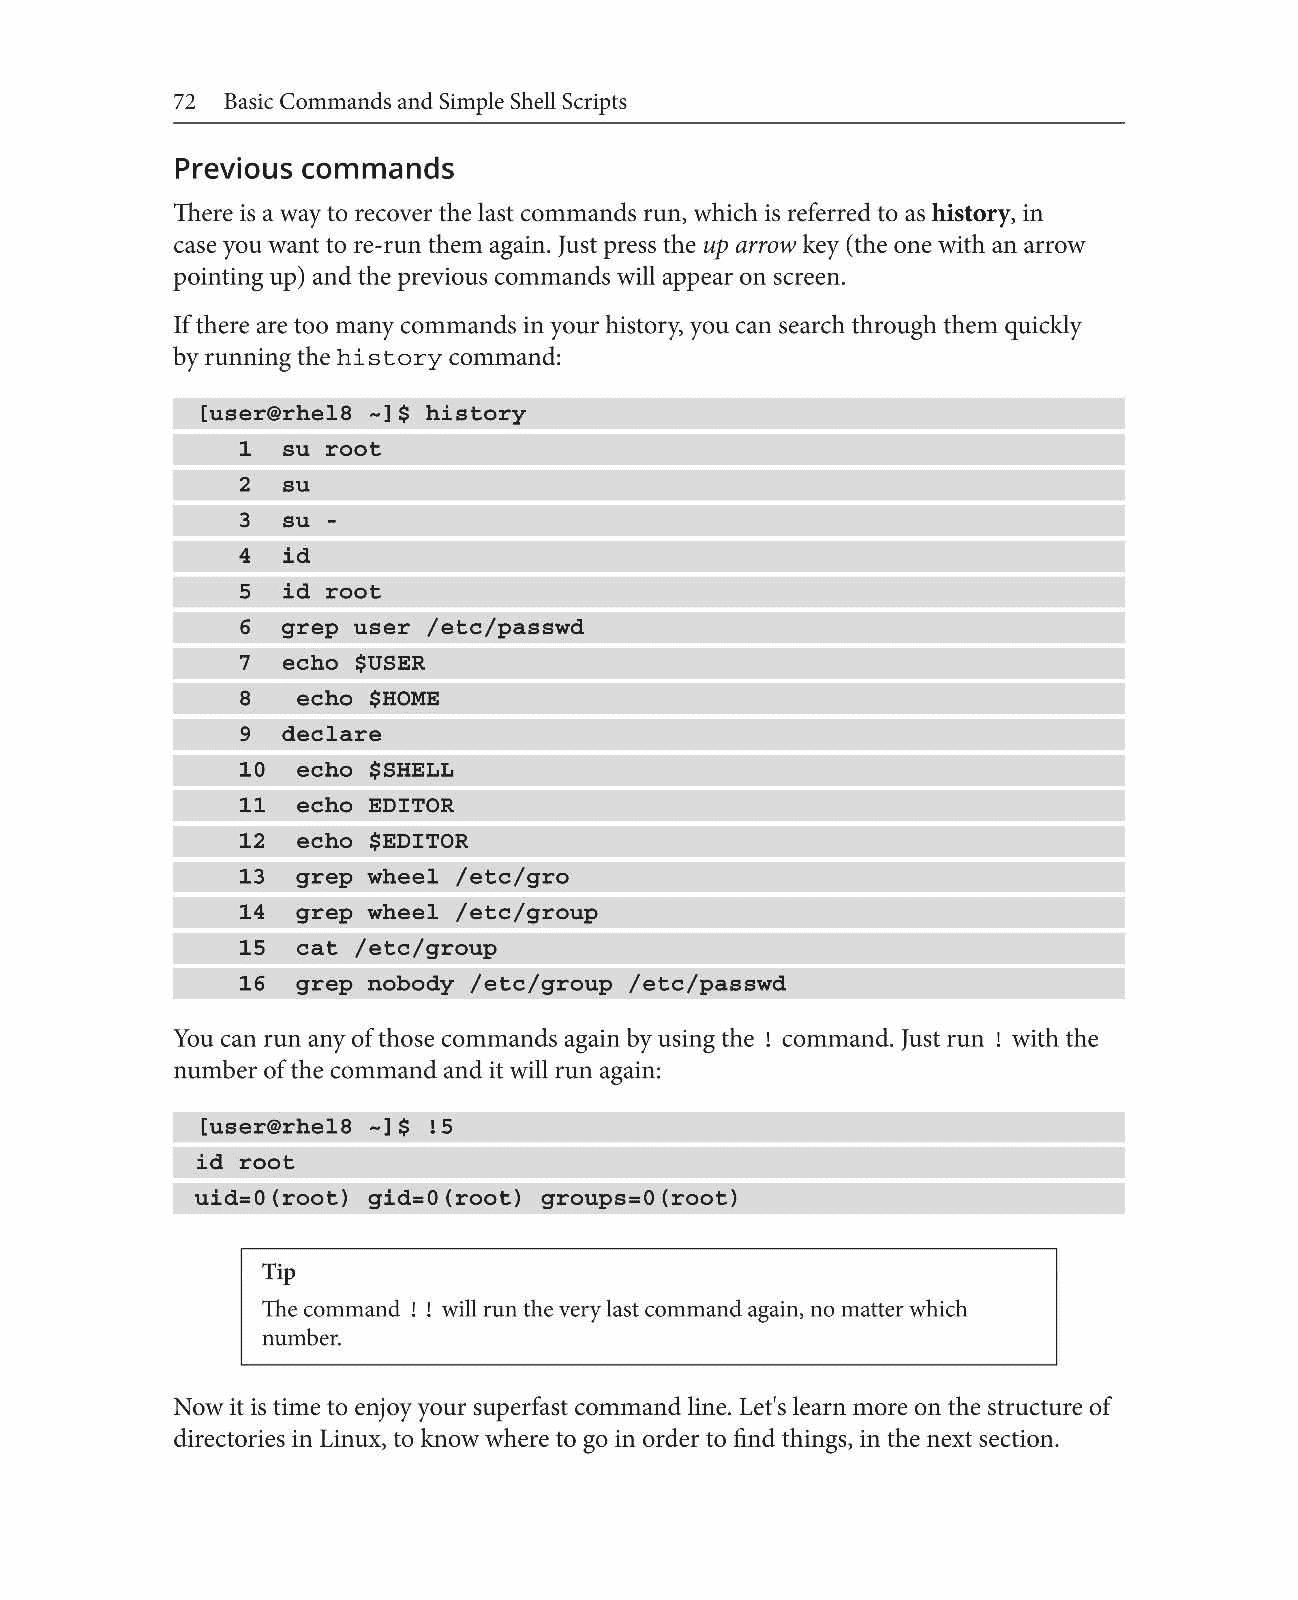 72 Basic Commands and Simple Shell Scripts
Previous commands
There is a way to recover the last commands run, which is referred to as history, in
case you want to re-run them again. Just press the up arrow key (the one with an arrow
pointing up) and the previous commands will appear on screen.
If there are too many commands in your history, you can search through them quickly
by running the history command:
[user@rhel8 ~]$ history
1  su root
2  su
3  su -
4  id
5  id root
6  grep user /etc/passwd
7  echo $USER
8   echo $HOME
9  declare
10  echo $SHELL
11  echo EDITOR
12  echo $EDITOR
13  grep wheel /etc/gro
14  grep wheel /etc/group
15  cat /etc/group
16  grep nobody /etc/group /etc/passwd
You can run any of those commands again by using the ! command. Just run ! with the
number of the command and it will run again:
[user@rhel8 ~]$ !5
id root
uid=0(root) gid=0(root) groups=0(root)
Tip
The command !! will run the very last command again, no matter which
number.
Now it is time to enjoy your superfast command line. Let's learn more on the structure of
directories in Linux, to know where to go in order to find things, in the next section.